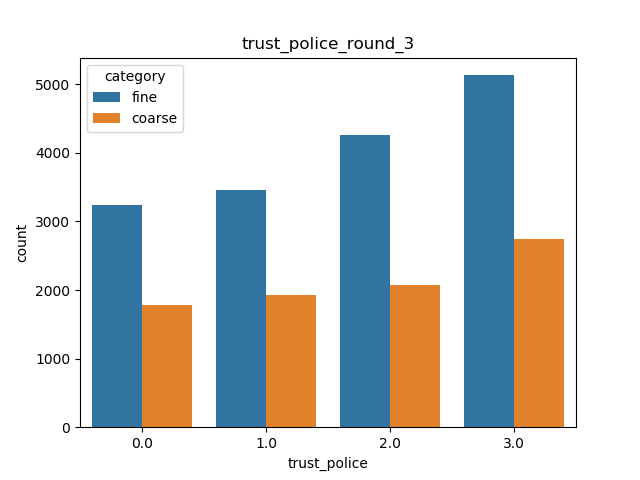 trust_police_round_3
category
fine
coarse
count
5000
4000
3000
2000
1000
0
0.0 1.0 2.0 3.0
trust_police